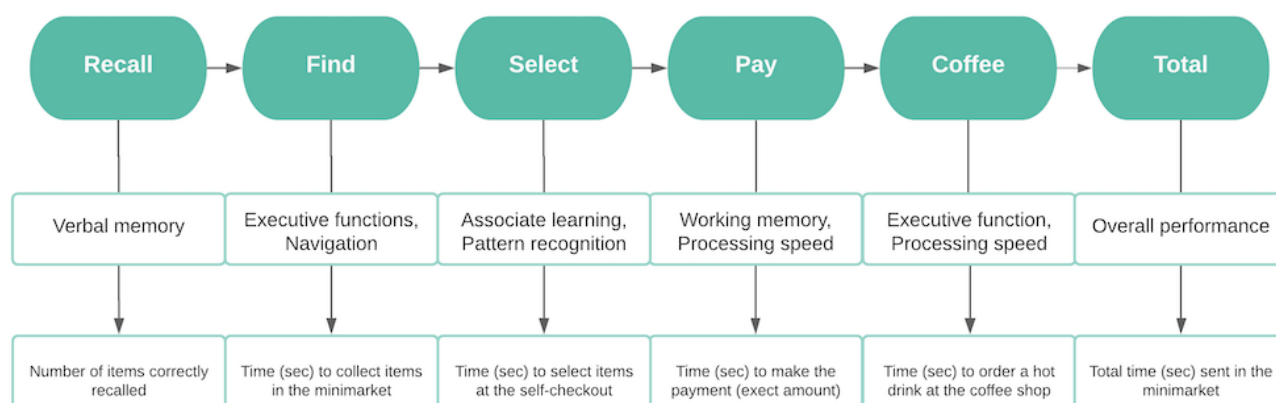 Recall
Find
Select
Pay
Coffee
Total
Verbal memory
Executive functions,
Navigation
Associate learning,
Pattern recognition
Working memory,
Processing speed
Executive function,
Processing speed
Overall performance
Number of items correctly
recalled
Time (sec) to collect items
in the minimarket
Time (sec) to select items
at the self-checkout
Time (sec) to make the
payment (exect amount)
Time (sec) to order a hot
drink at the coffee shop
Total time (sec) sent in the
minimarket